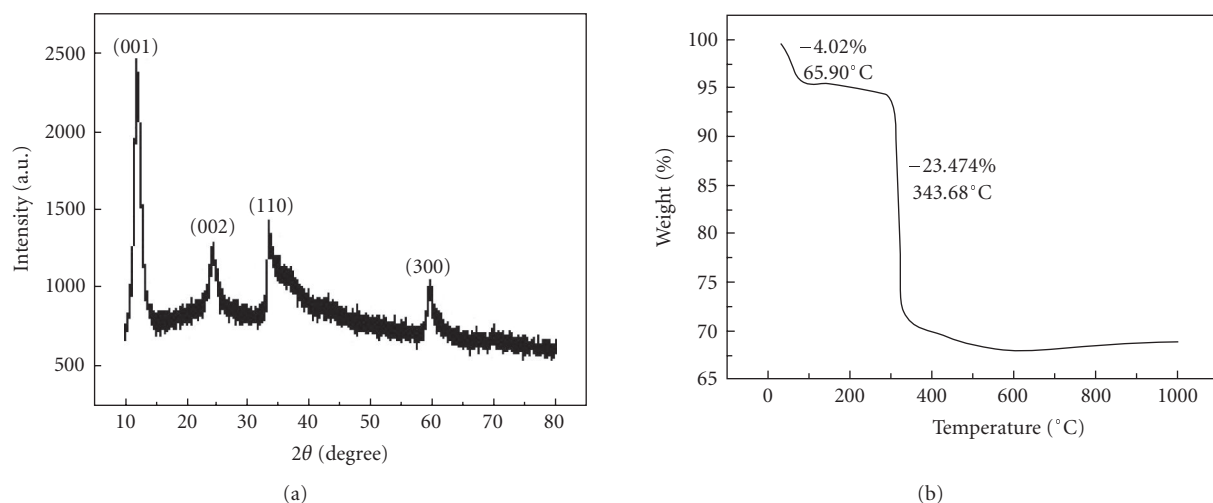 (001)
(002)
(110)
(300)
2500
2000
1500
1000
500
Intensity (a.u.)
10 20 30 40 50 60 70 80
2θ (degree)
(a)
−4.02%
65.90°C
−23.474%
343.68°C
100
95
90
85
80
75
70
65
Weight (%)
0 200 400 600 800 1000
Temperature (°C)
(b)